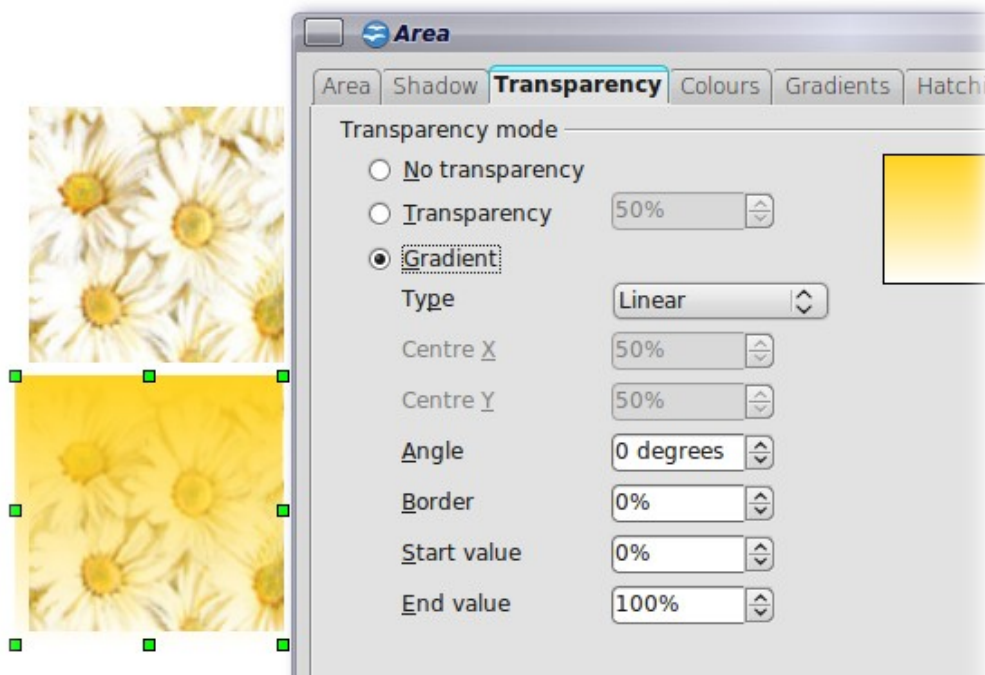 Area
Area Shadow Transparency Colours Gradients Hatchi
Transparency mode
No transparency
Transparency 50%
Gradient
Type Linear
Centre X 50%
Centre Y 50%
Angle 0 degrees
Border 0%
Start value 0%
End value 100%